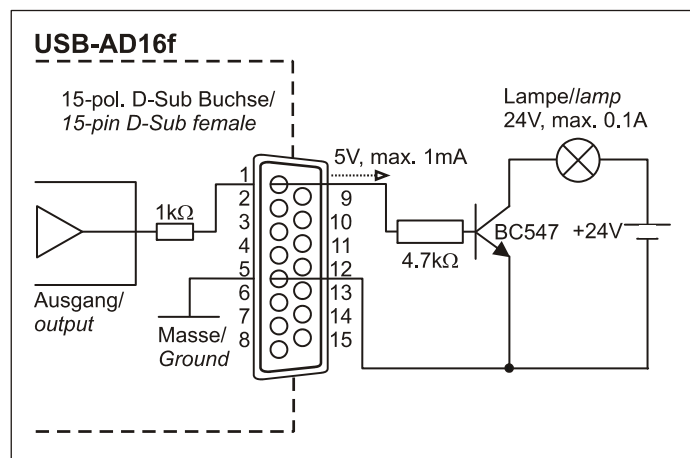 USB-AD16f
15-pol. D-Sub Buchse/
15-pin D-Sub female
Lampe/lamp
24V, max. 0.1A
5V, max. 1mA
1
2
3
4
5
6
7
8
9
10
11
12
13
14
15
1kΩ
4.7kΩ
BC547
+24V
Ausgang/
output
Masse/
Ground